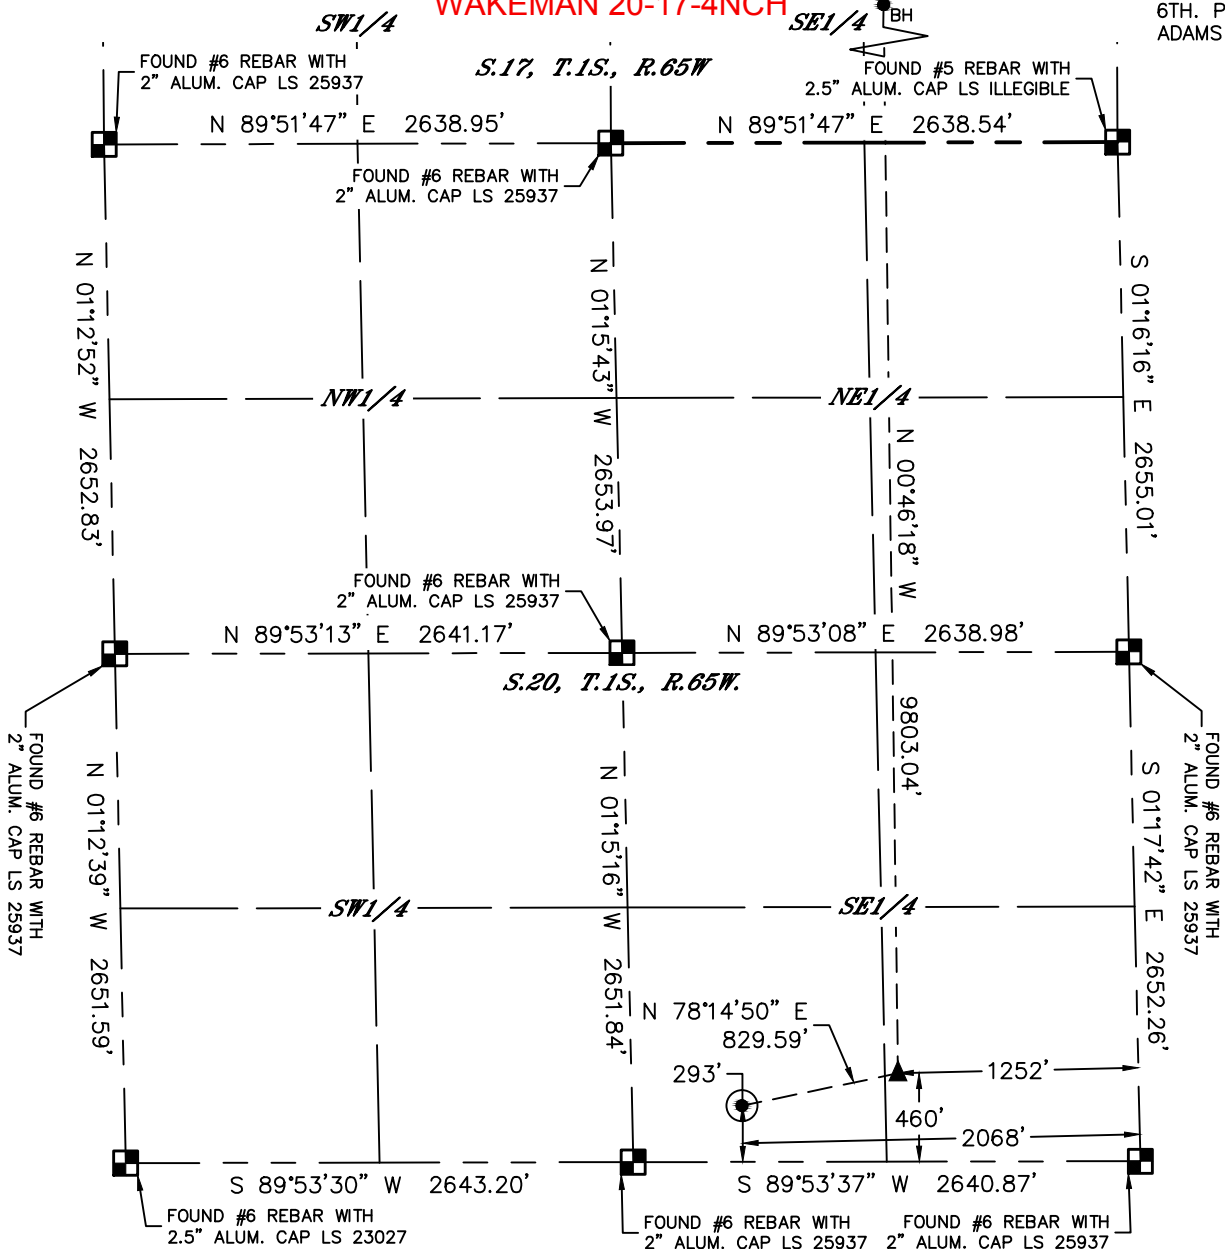 WAKEMAN 20-17-4NCH
SW1/4
SE1/4
BH
6TH. P
ADAMS
S.17, T.1S., R.65W
FOUND #6 REBAR WITH
2" ALUM. CAP LS 25937
FOUND #5 REBAR WITH
2.5" ALUM. CAP LS ILLEGIBLE
N 89°51'47" E 2638.95'
N 89°51'47" E 2638.54'
FOUND #6 REBAR WITH
2" ALUM. CAP LS 25937
N 01°12'52" W 2652.83'
N 01°15'43" W 2653.97'
S 01°16'16" E 2655.01'
NW1/4
NE1/4
N 00°46'18" W 9803.04'
FOUND #6 REBAR WITH
2" ALUM. CAP LS 25937
N 89°53'13" E 2641.17'
N 89°53'08" E 2638.98'
S.20, T.1S., R.65W.
FOUND #6 REBAR WITH
2" ALUM. CAP LS 25937
FOUND #6 REBAR WITH
2" ALUM. CAP LS 25937
N 01°12'39" W 2651.59'
N 01°15'16" W 2651.84'
S 01°17'42" E 2652.26'
SW1/4
SE1/4
N 78°14'50" E
829.59'
293'
1252'
460'
2068'
S 89°53'30" W 2643.20'
S 89°53'37" W 2640.87'
FOUND #6 REBAR WITH
2.5" ALUM. CAP LS 23027
FOUND #6 REBAR WITH
2" ALUM. CAP LS 25937
FOUND #6 REBAR WITH
2" ALUM. CAP LS 25937